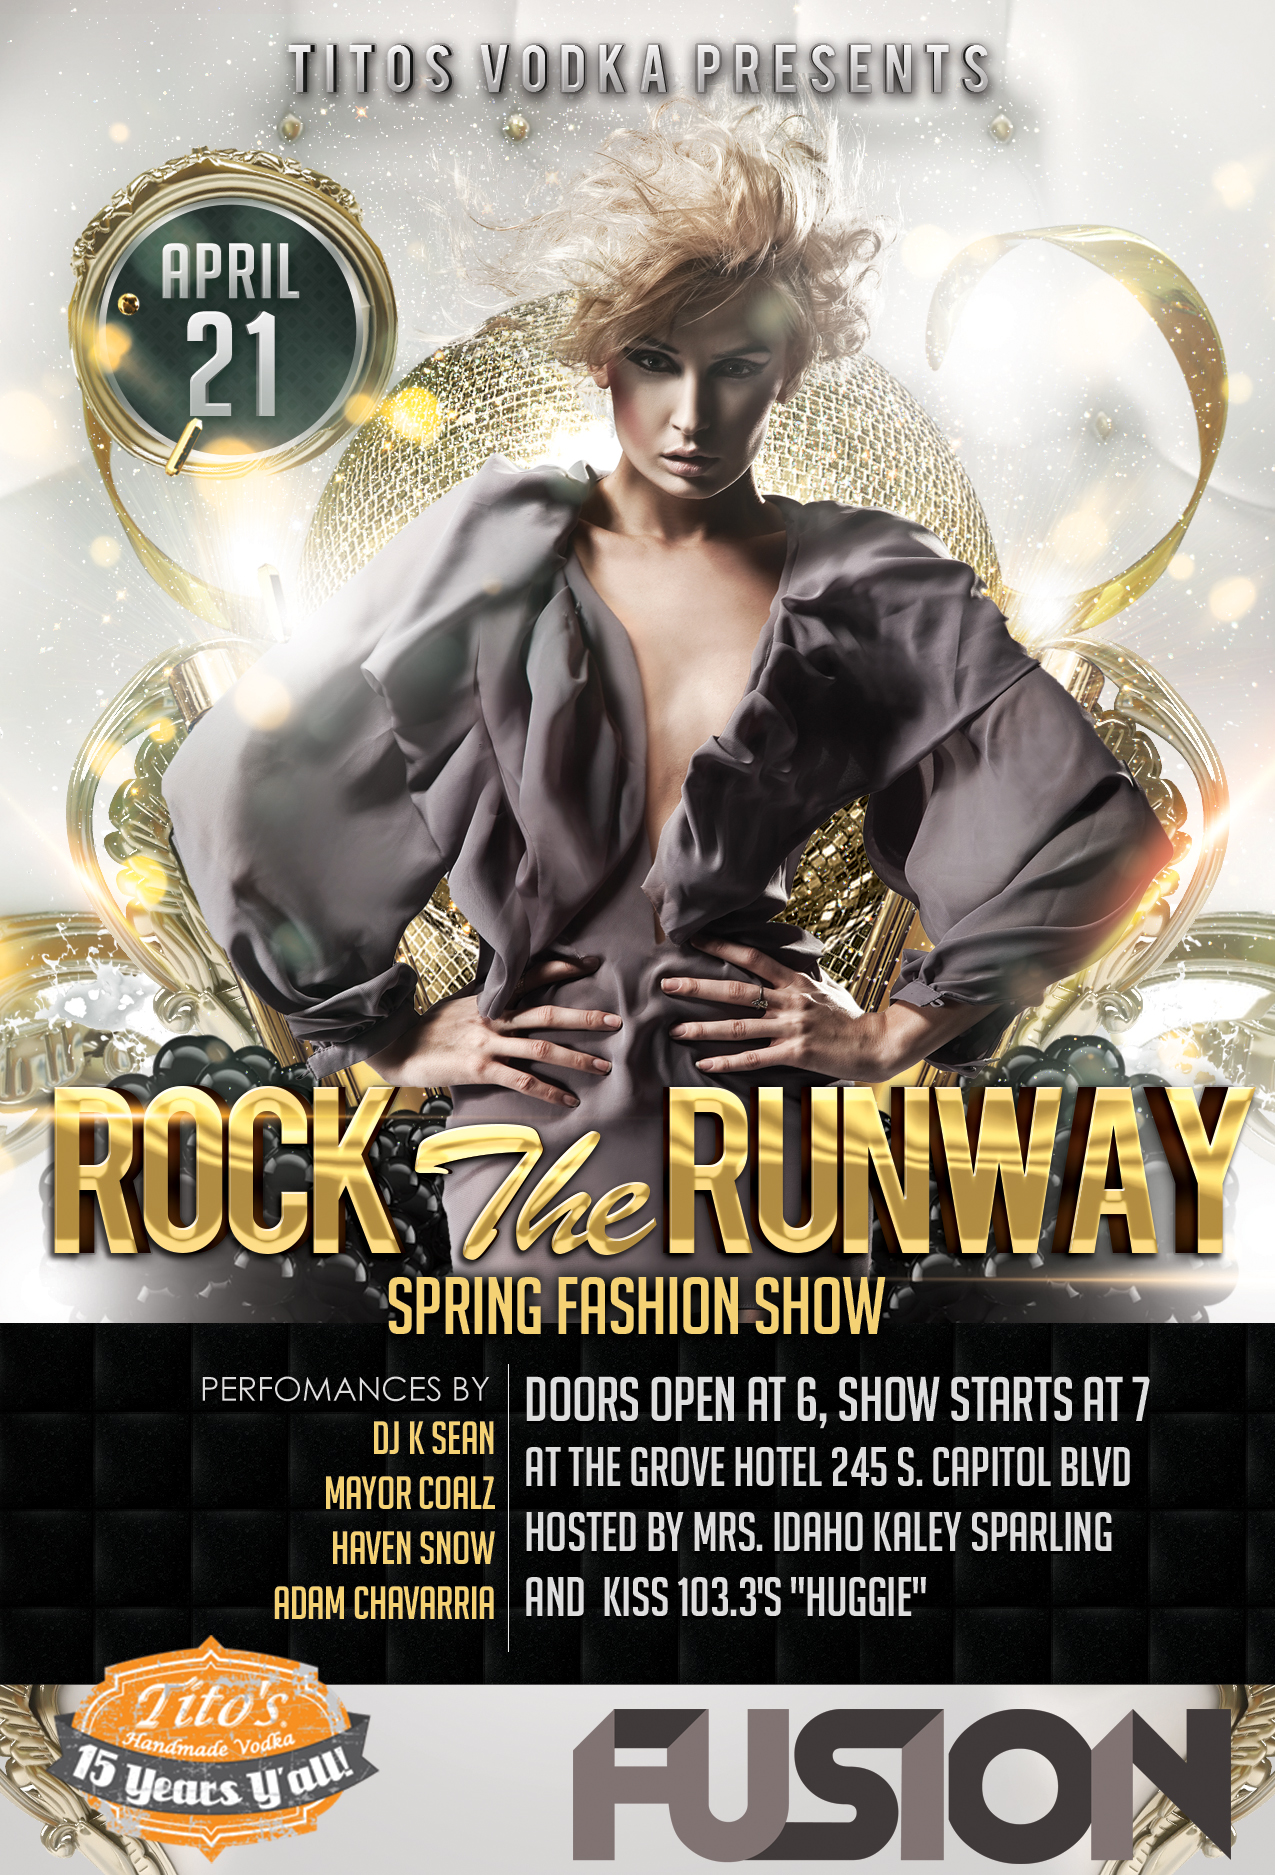 TITOS VODKA PRESENTS
APRIL
21
ROCK The RUNWAY
SPRING FASHION SHOW
PERFOMANCES BY
DJ K SEAN
MAYOR COALZ
HAVEN SNOW
ADAM CHAVARRIA
DOORS OPEN AT 6, SHOW STARTS AT 7
AT THE GROVE HOTEL 245 S. CAPITOL BLVD
HOSTED BY MRS. IDAHO KALEY SPARLING
AND KISS 103.3'S "HUGGIE"
Tito's
Handmade Vodka
15 Years Y'all!
FUSION